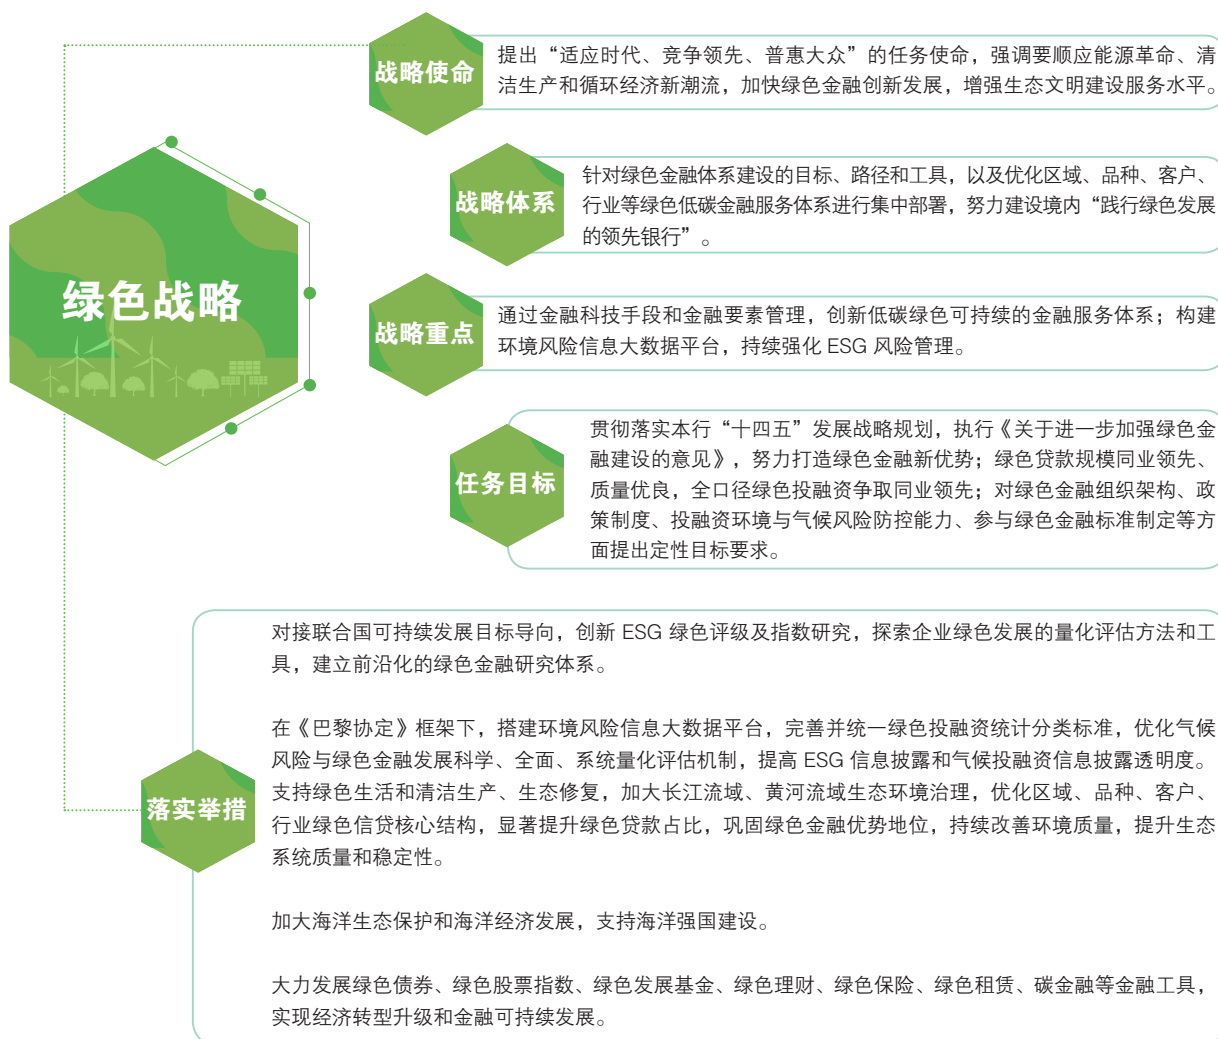 绿色战略
战略使命
提出“适应时代、竞争领先、普惠大众”的任务使命，强调要顺应能源革命、清
洁生产和循环经济新潮流，加快绿色金融创新发展，增强生态文明建设服务水平。
战略体系
针对绿色金融体系建设的目标、路径和工具，以及优化区域、品种、客户、
行业等绿色低碳金融服务体系进行集中部署，努力建设境内“践行绿色发展
的领先银行”。
战略重点
通过金融科技手段和金融要素管理，创新低碳绿色可持续的金融服务体系；构建
环境风险信息大数据平台，持续强化 ESG 风险管理。
任务目标
贯彻落实本行“十四五”发展战略规划，执行《关于进一步加强绿色金
融建设的意见》，努力打造绿色金融新优势；绿色贷款规模同业领先、
质量优良，全口径绿色投融资争取同业领先；对绿色金融组织架构、政
策制度、投融资环境与气候风险防控能力、参与绿色金融标准制定等方
面提出定性目标要求。
落实举措
对接联合国可持续发展目标导向，创新 ESG 绿色评级及指数研究，探索企业绿色发展的量化评估方法和工
具，建立前沿化的绿色金融研究体系。
在《巴黎协定》框架下，搭建环境风险信息大数据平台，完善并统一绿色投融资统计分类标准，优化气候
风险与绿色金融发展科学、全面、系统量化评估机制，提高 ESG 信息披露和气候投融资信息披露透明度。
支持绿色生活和清洁生产、生态修复，加大长江流域、黄河流域生态环境治理，优化区域、品种、客户、
行业绿色信贷核心结构，显著提升绿色贷款占比，巩固绿色金融优势地位，持续改善环境质量，提升生态
系统质量和稳定性。
加大海洋生态保护和海洋经济发展，支持海洋强国建设。
大力发展绿色债券、绿色股票指数、绿色发展基金、绿色理财、绿色保险、绿色租赁、碳金融等金融工具，
实现经济转型升级和金融可持续发展。